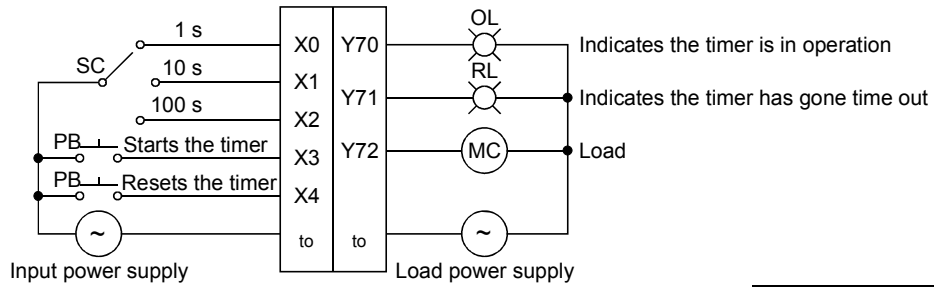 1 s
X0
Y70
OL
Indicates the timer is in operation
SC
10 s
X1
RL
Y71
Indicates the timer has gone time out
100 s
X2
PB
Starts the timer
X3
Y72
MC
Load
PB
Resets the timer
X4
~
to
to
~
Input power supply
Load power supply